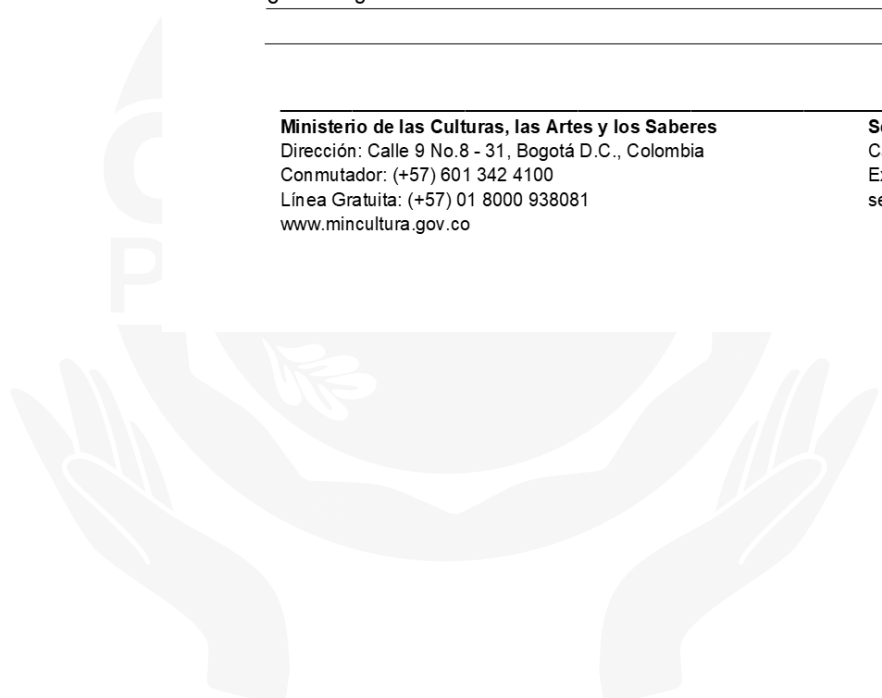 Ministerio de las Culturas, las Artes y los Saberes
Dirección: Calle 9 No.8 - 31, Bogotá D.C., Colombia
Conmutador: (+57) 601 342 4100
Línea Gratuita: (+57) 01 8000 938081
www.mincultura.gov.co